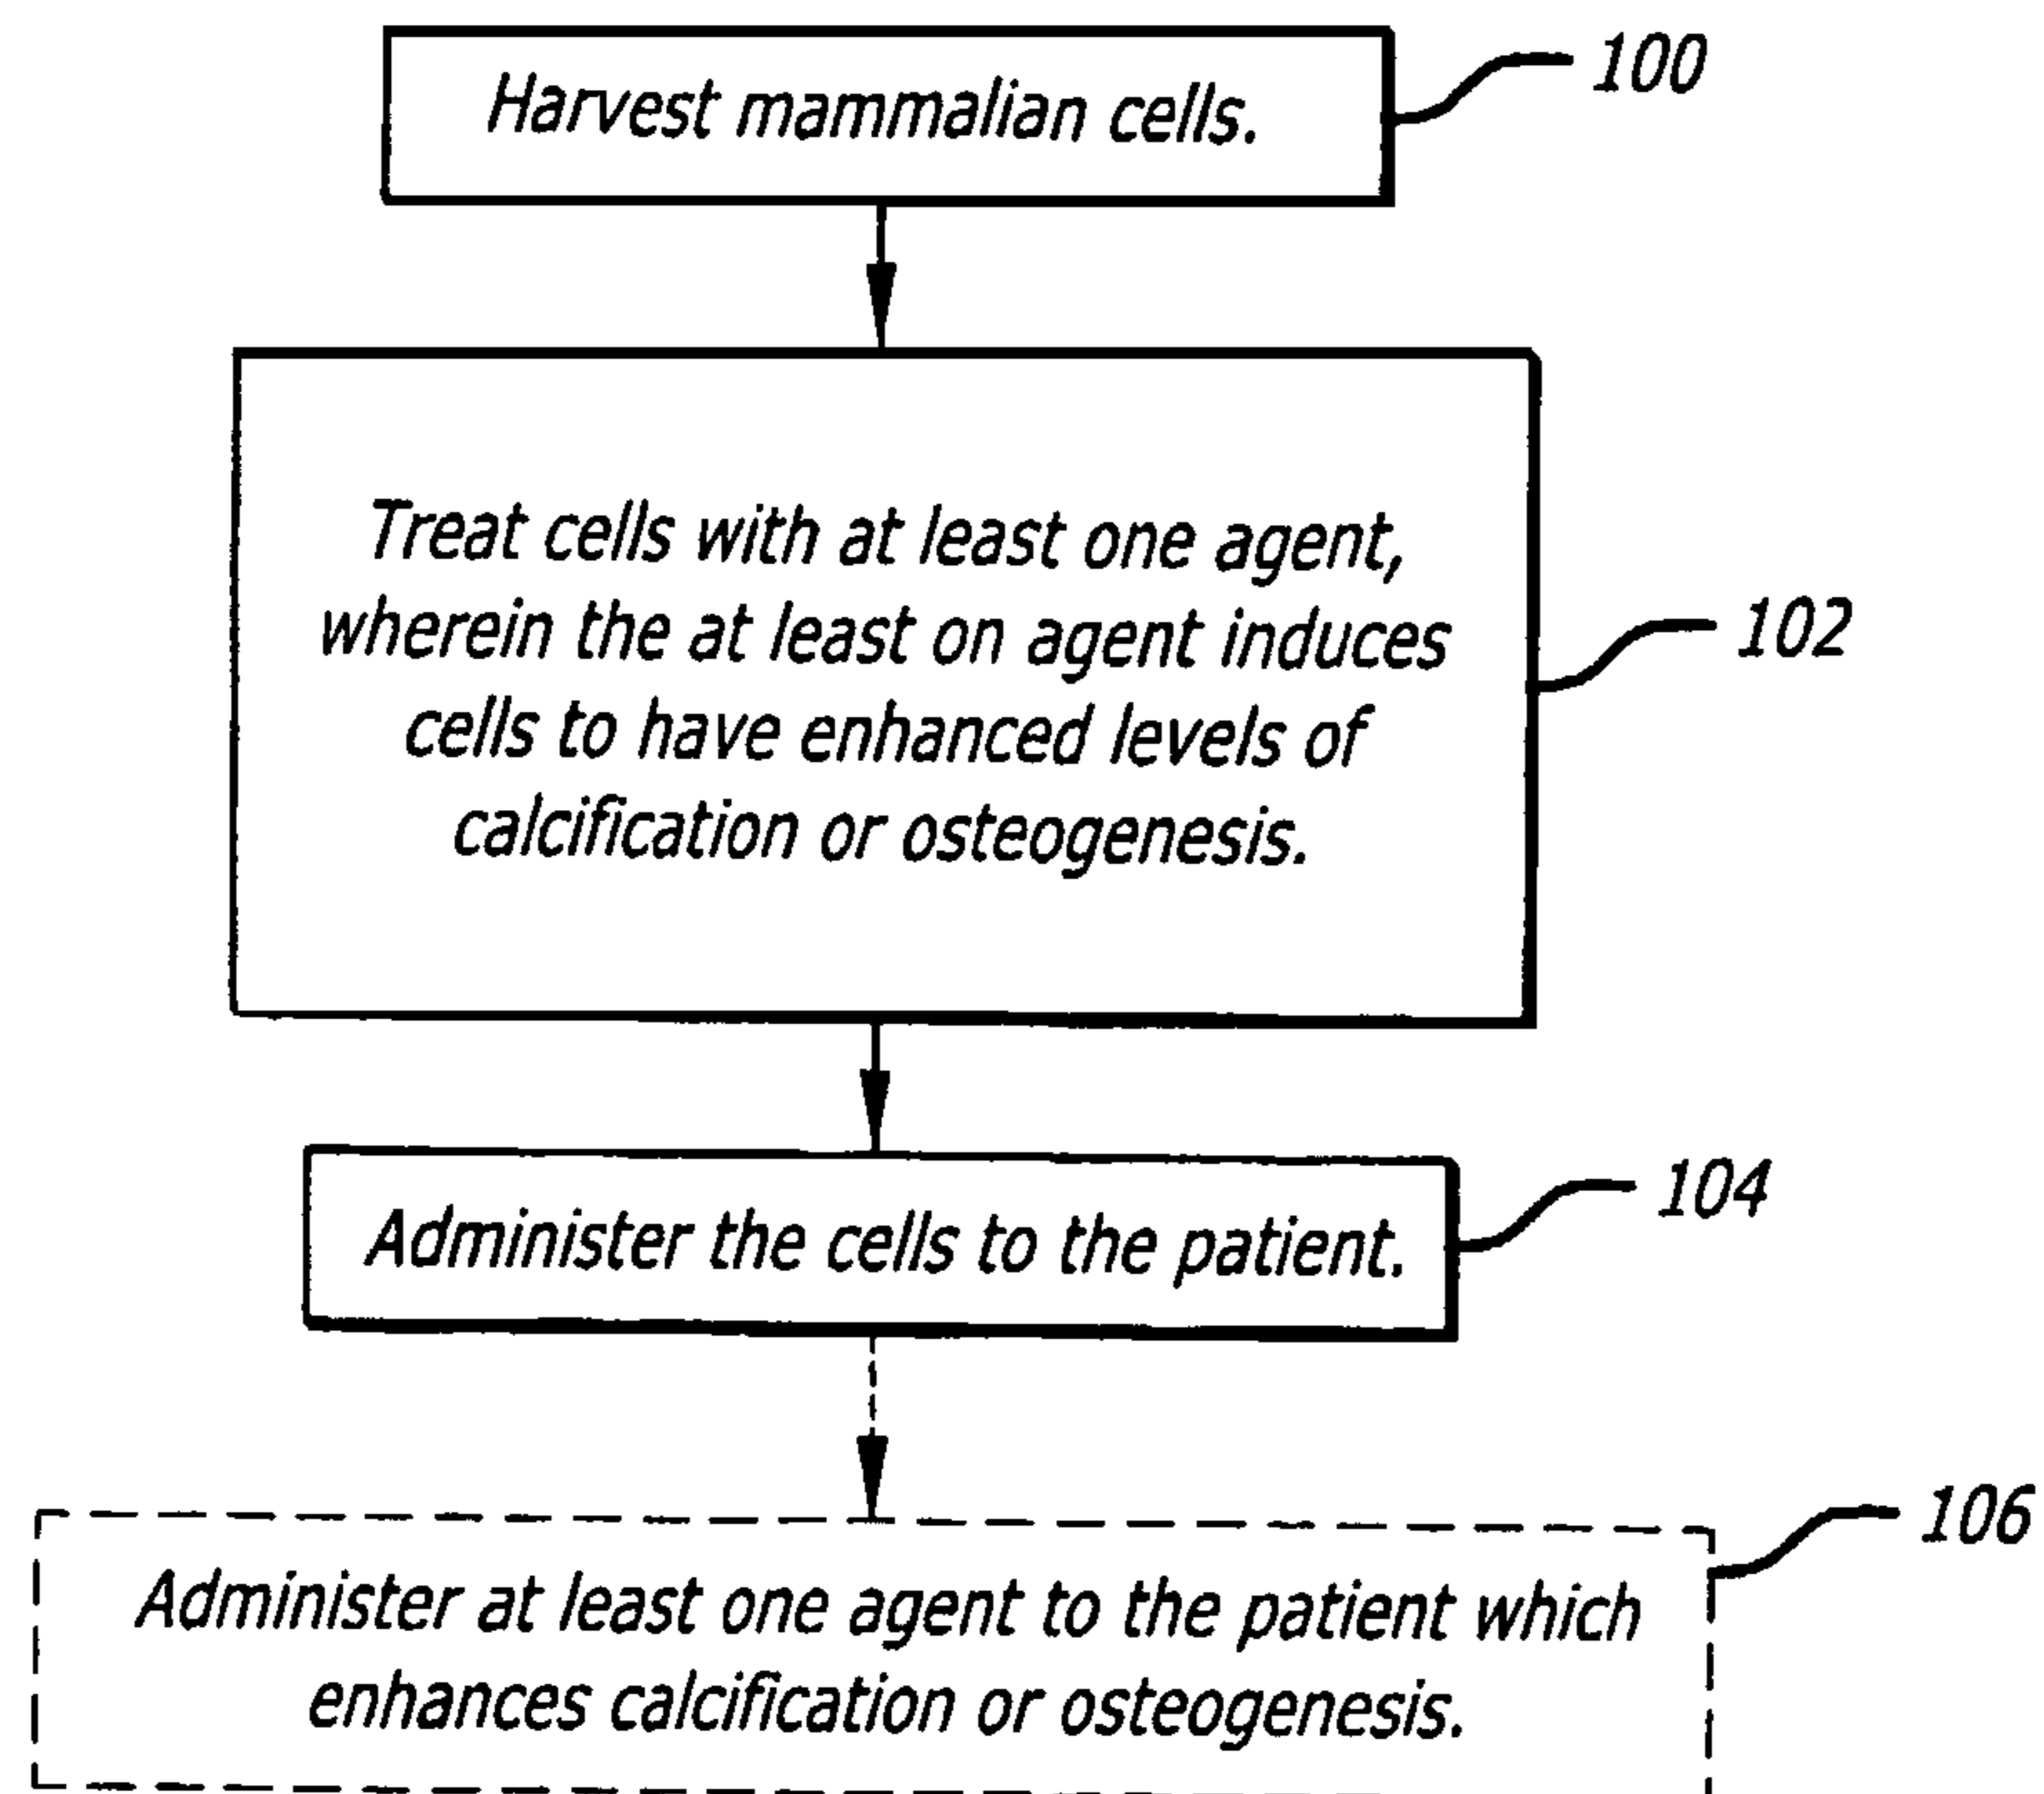 Harvest mammalian cells.
100
Treat cells with at least one agent,
wherein the at least on agent induces
cells to have enhanced levels of
calcification or osteogenesis.
102
Administer the cells to the patient.
104
106
Administer at least one agent to the patient which
enhances calcification or osteogenesis.